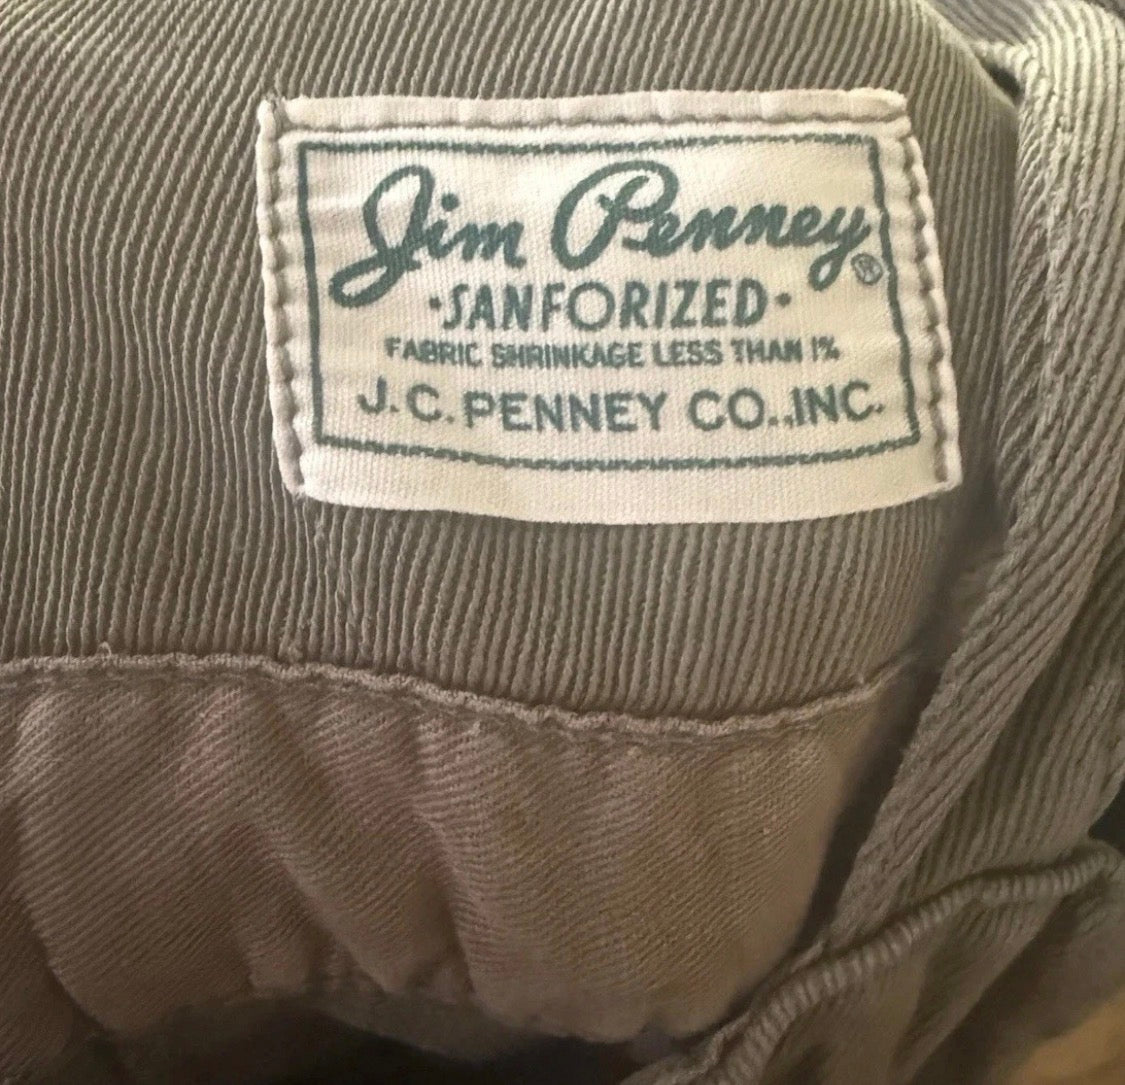 Jim Penney®
·SANFORIZED·
FABRIC SHRINKAGE LESS THAN 1%
J.C. PENNEY CO., INC.